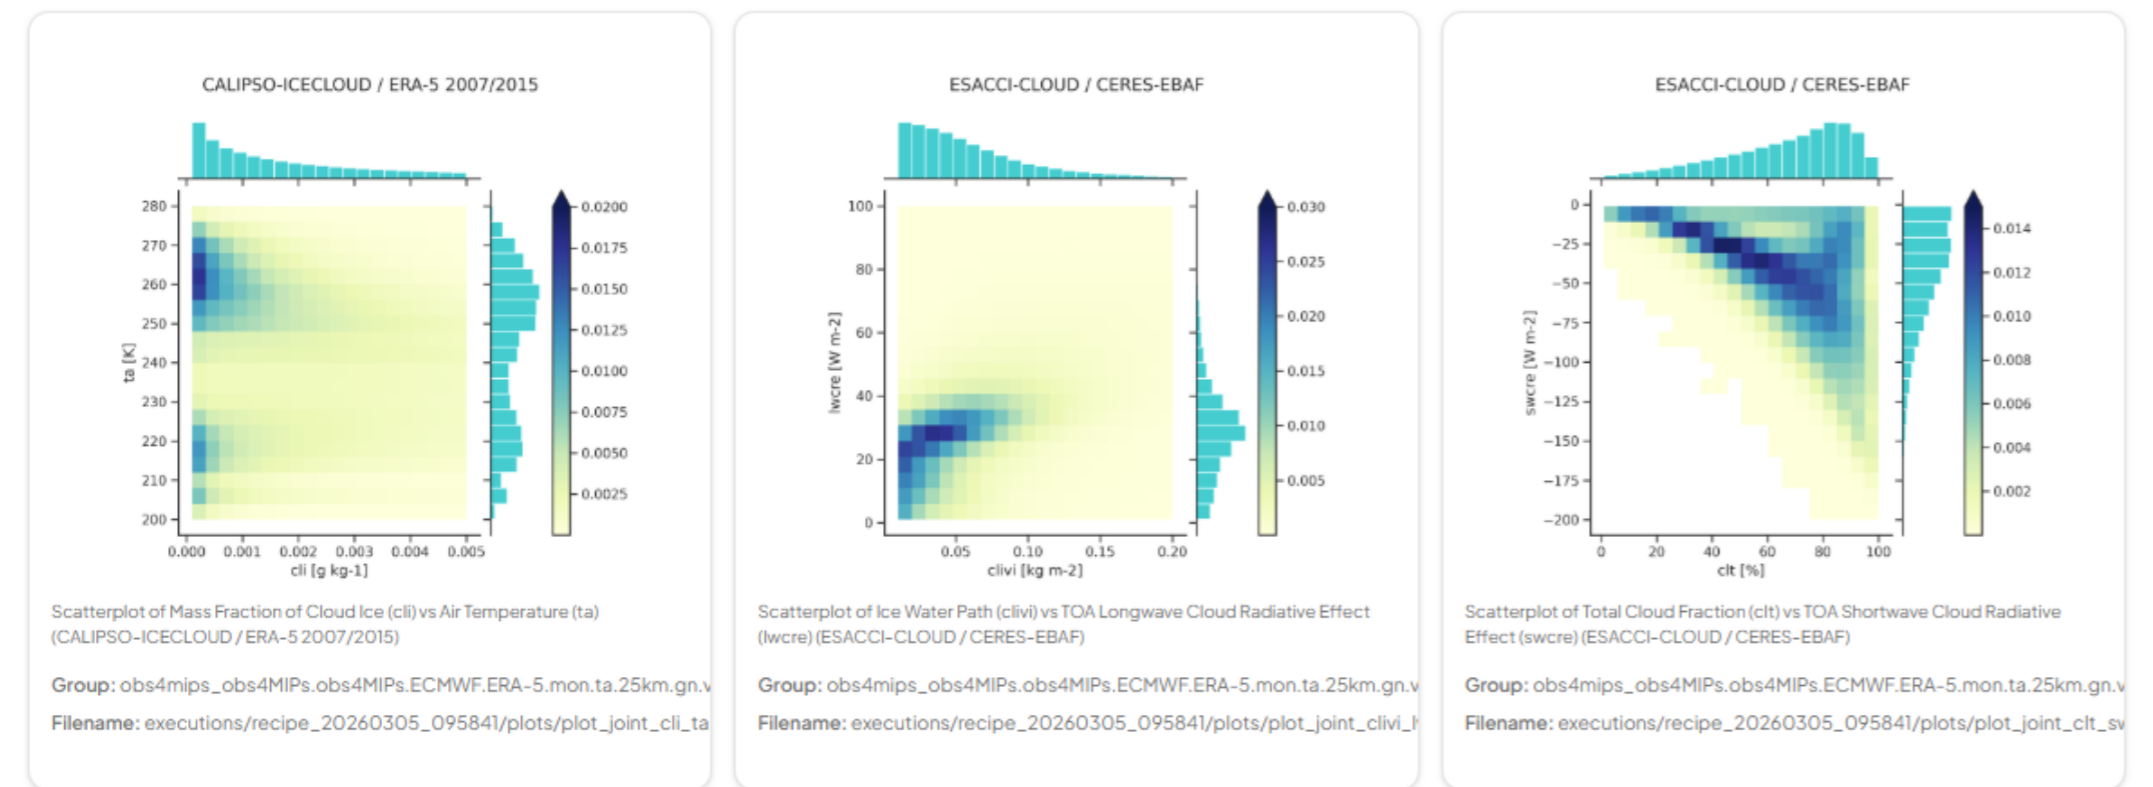 CALIPSO-ICECLOUD / ERA-5 2007/2015
280
270
260
250
240
230
220
210
200
ta [K]
0.000 0.001 0.002 0.003 0.004 0.005
cli [g kg-1]
0.0200
0.0175
0.0150
0.0125
0.0100
0.0075
0.0050
0.0025
Scatterplot of Mass Fraction of Cloud Ice (cli) vs Air Temperature (ta)
(CALIPSO-ICECLOUD / ERA-5 2007/2015)
Group: obs4mips_obs4MIPs.obs4MIPs.ECMWF.ERA-5.mon.ta.25km.gn.v
Filename: executions/recipe_20260305_095841/plots/plot_joint_cli_ta
ESACCI-CLOUD / CERES-EBAF
100
80
60
40
20
0
lwcre [W m-2]
0.05 0.10 0.15 0.20
clivi [kg m-2]
0.030
0.025
0.020
0.015
0.010
0.005
Scatterplot of Ice Water Path (clivi) vs TOA Longwave Cloud Radiative Effect
(lwcre) (ESACCI-CLOUD / CERES-EBAF)
Group: obs4mips_obs4MIPs.obs4MIPs.ECMWF.ERA-5.mon.ta.25km.gn.v
Filename: executions/recipe_20260305_095841/plots/plot_joint_clivi_l
ESACCI-CLOUD / CERES-EBAF
0
−25
−50
−75
−100
−125
−150
−175
−200
swcre [W m-2]
0 20 40 60 80 100
clt [%]
0.014
0.012
0.010
0.008
0.006
0.004
0.002
Scatterplot of Total Cloud Fraction (clt) vs TOA Shortwave Cloud Radiative
Effect (swcre) (ESACCI-CLOUD / CERES-EBAF)
Group: obs4mips_obs4MIPs.obs4MIPs.ECMWF.ERA-5.mon.ta.25km.gn.v
Filename: executions/recipe_20260305_095841/plots/plot_joint_clt_sw